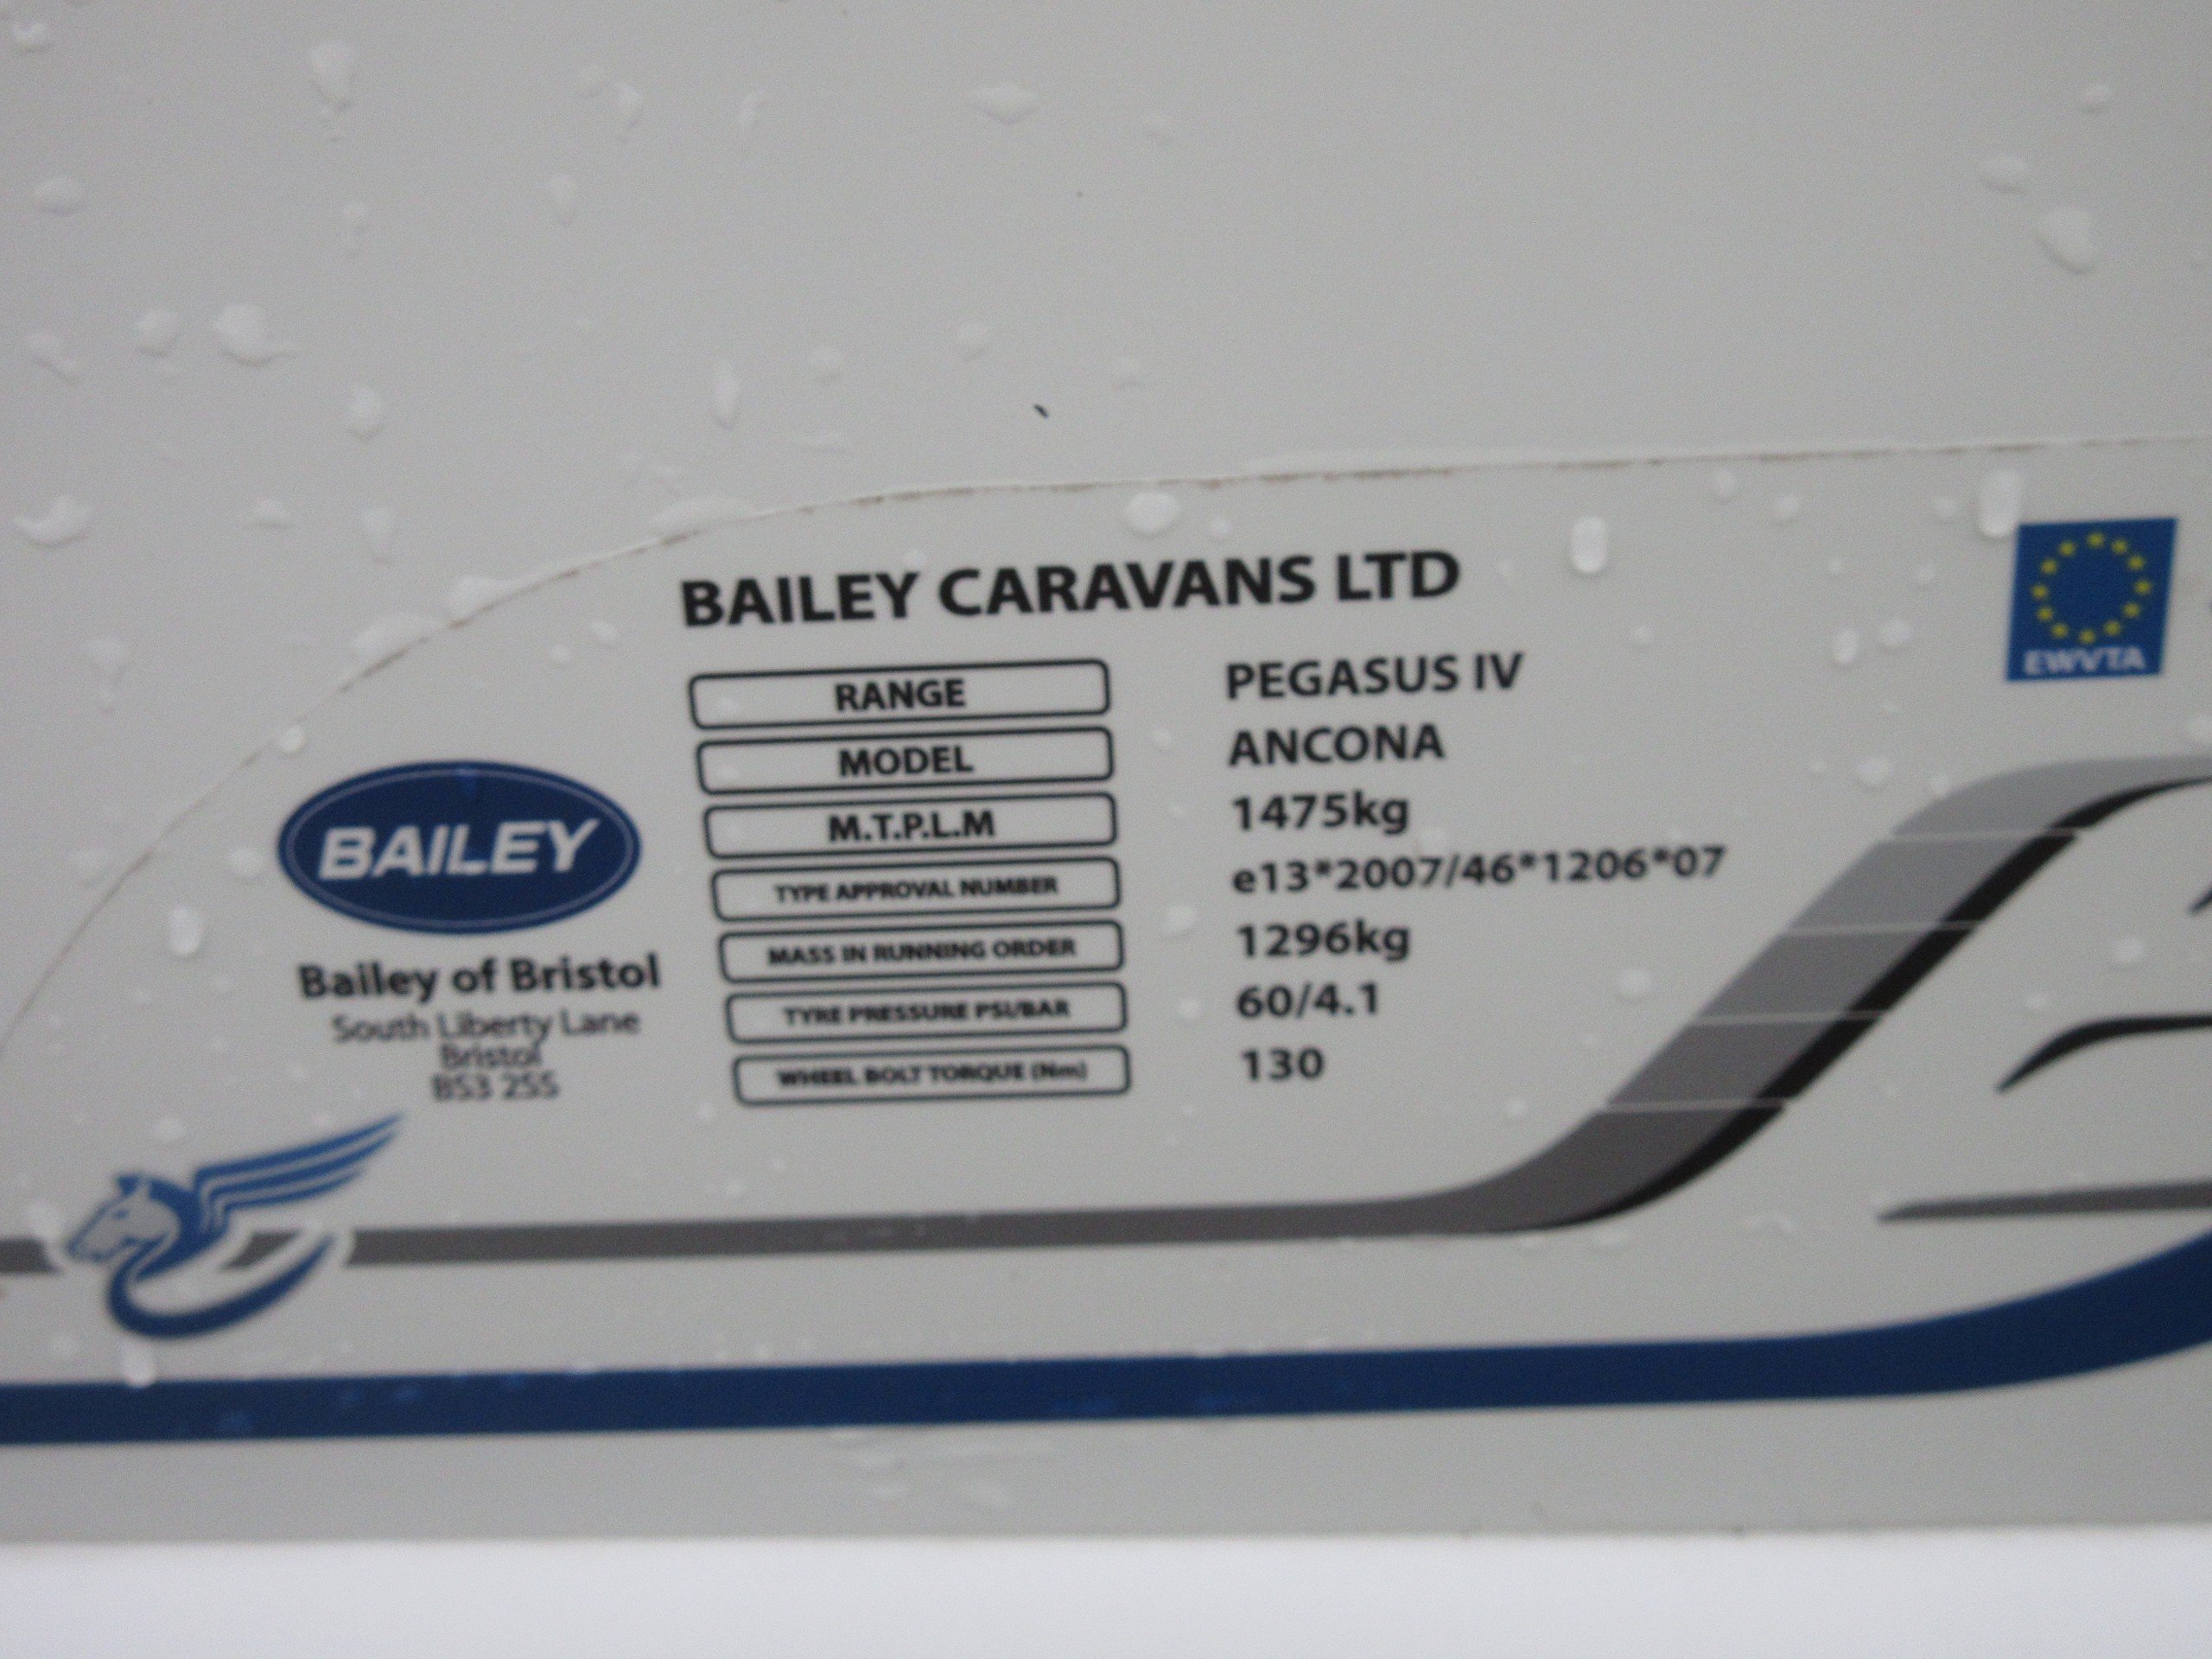 BAILEY CARAVANS LTD
EWVTA
RANGE PEGASUS IV
MODEL ANCONA
M.T.P.L.M 1475kg
TYPE APPROVAL NUMBER e13*2007/46*1206*07
MASS IN RUNNING ORDER 1296kg
TYRE PRESSURE PSI/BAR 60/4.1
WHEEL BOLT TORQUE (Nm) 130
BAILEY
Bailey of Bristol
South Liberty Lane
Bristol
BS3 2SS